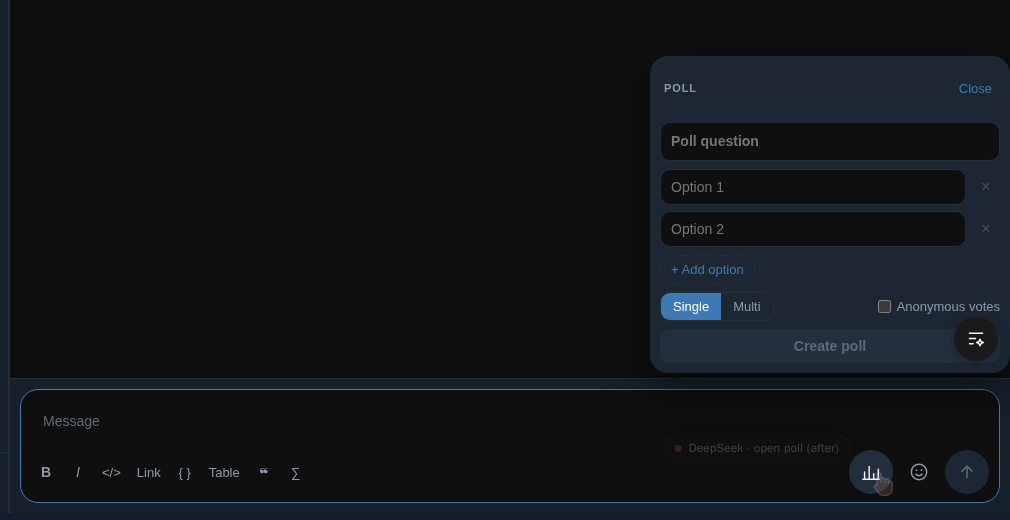 POLL Close
Poll question
Option 1 ×
Option 2 ×
+ Add option
Single Multi Anonymous votes
Create poll
Message
DeepSeek · open poll (after)
B I </> Link { } Table ❝ ∑